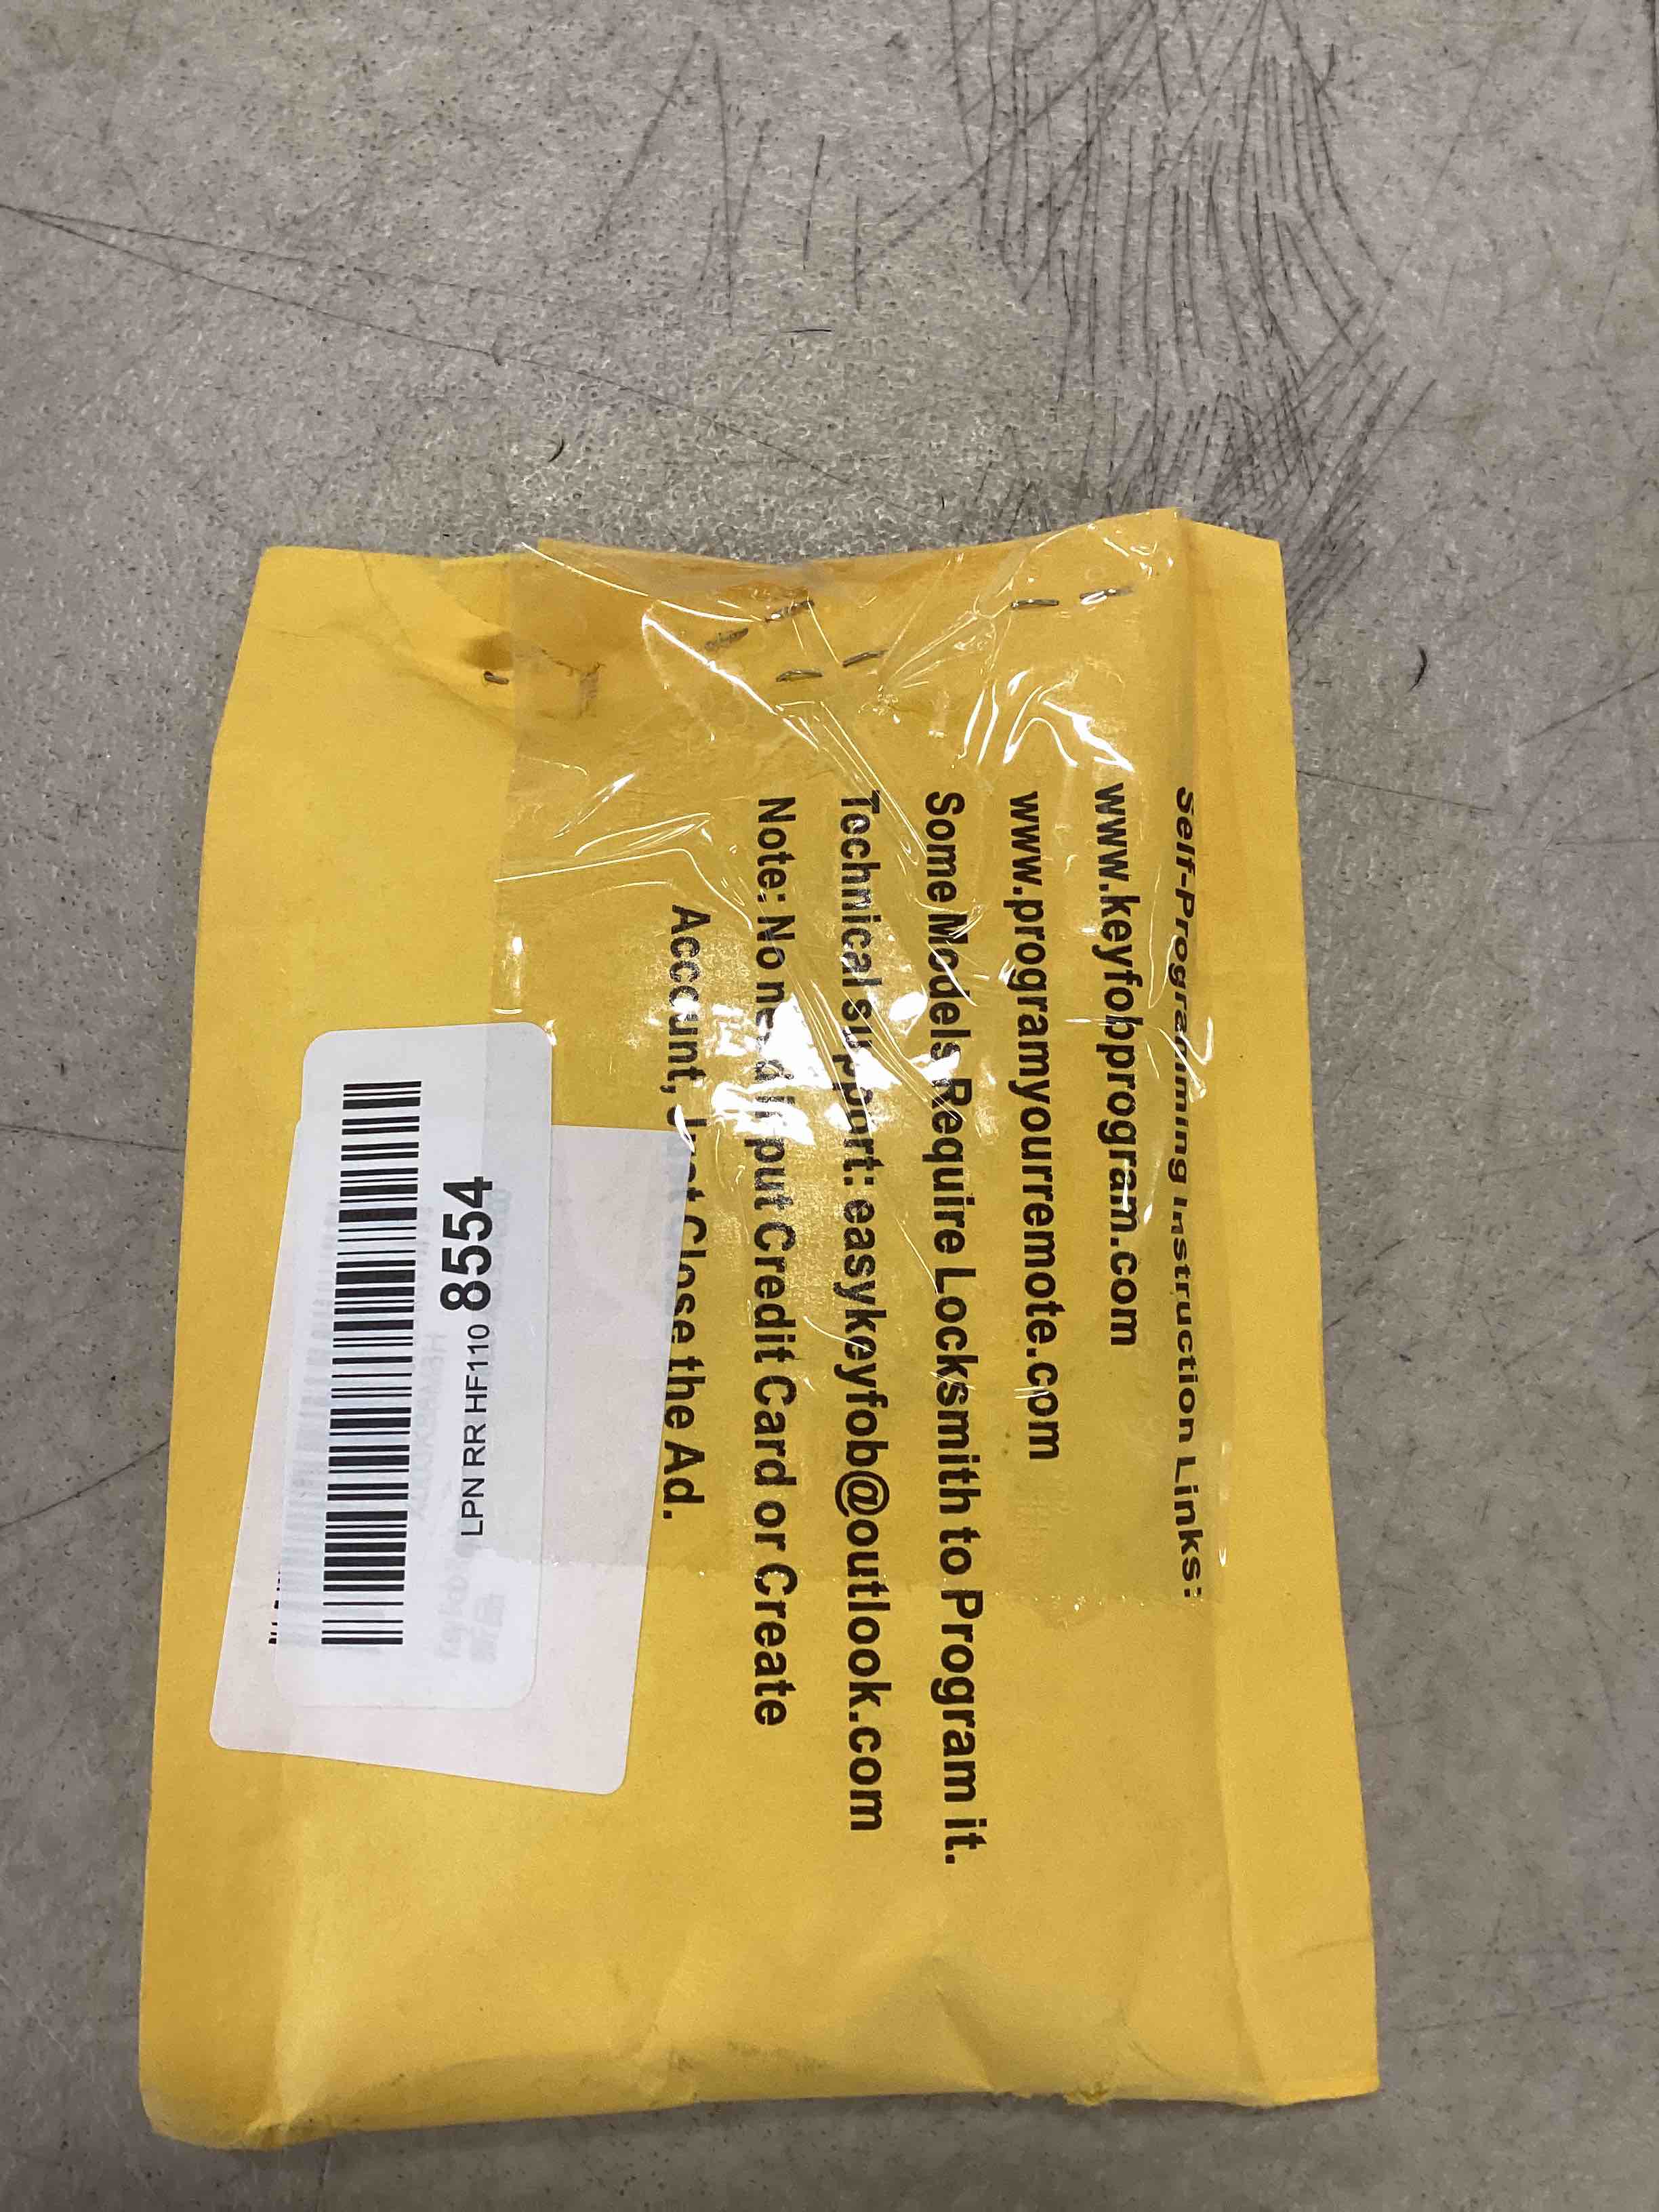 Self-Programming Instruction Links:
www.keyfobprogram.com
www.programyourremote.com
Some Models Require Locksmith to Program it.
Technical support: easykeyfob@outlook.com
Note: No need Input Credit Card or Create
Account, Just Close the Ad.
LPN RR HF110 8554